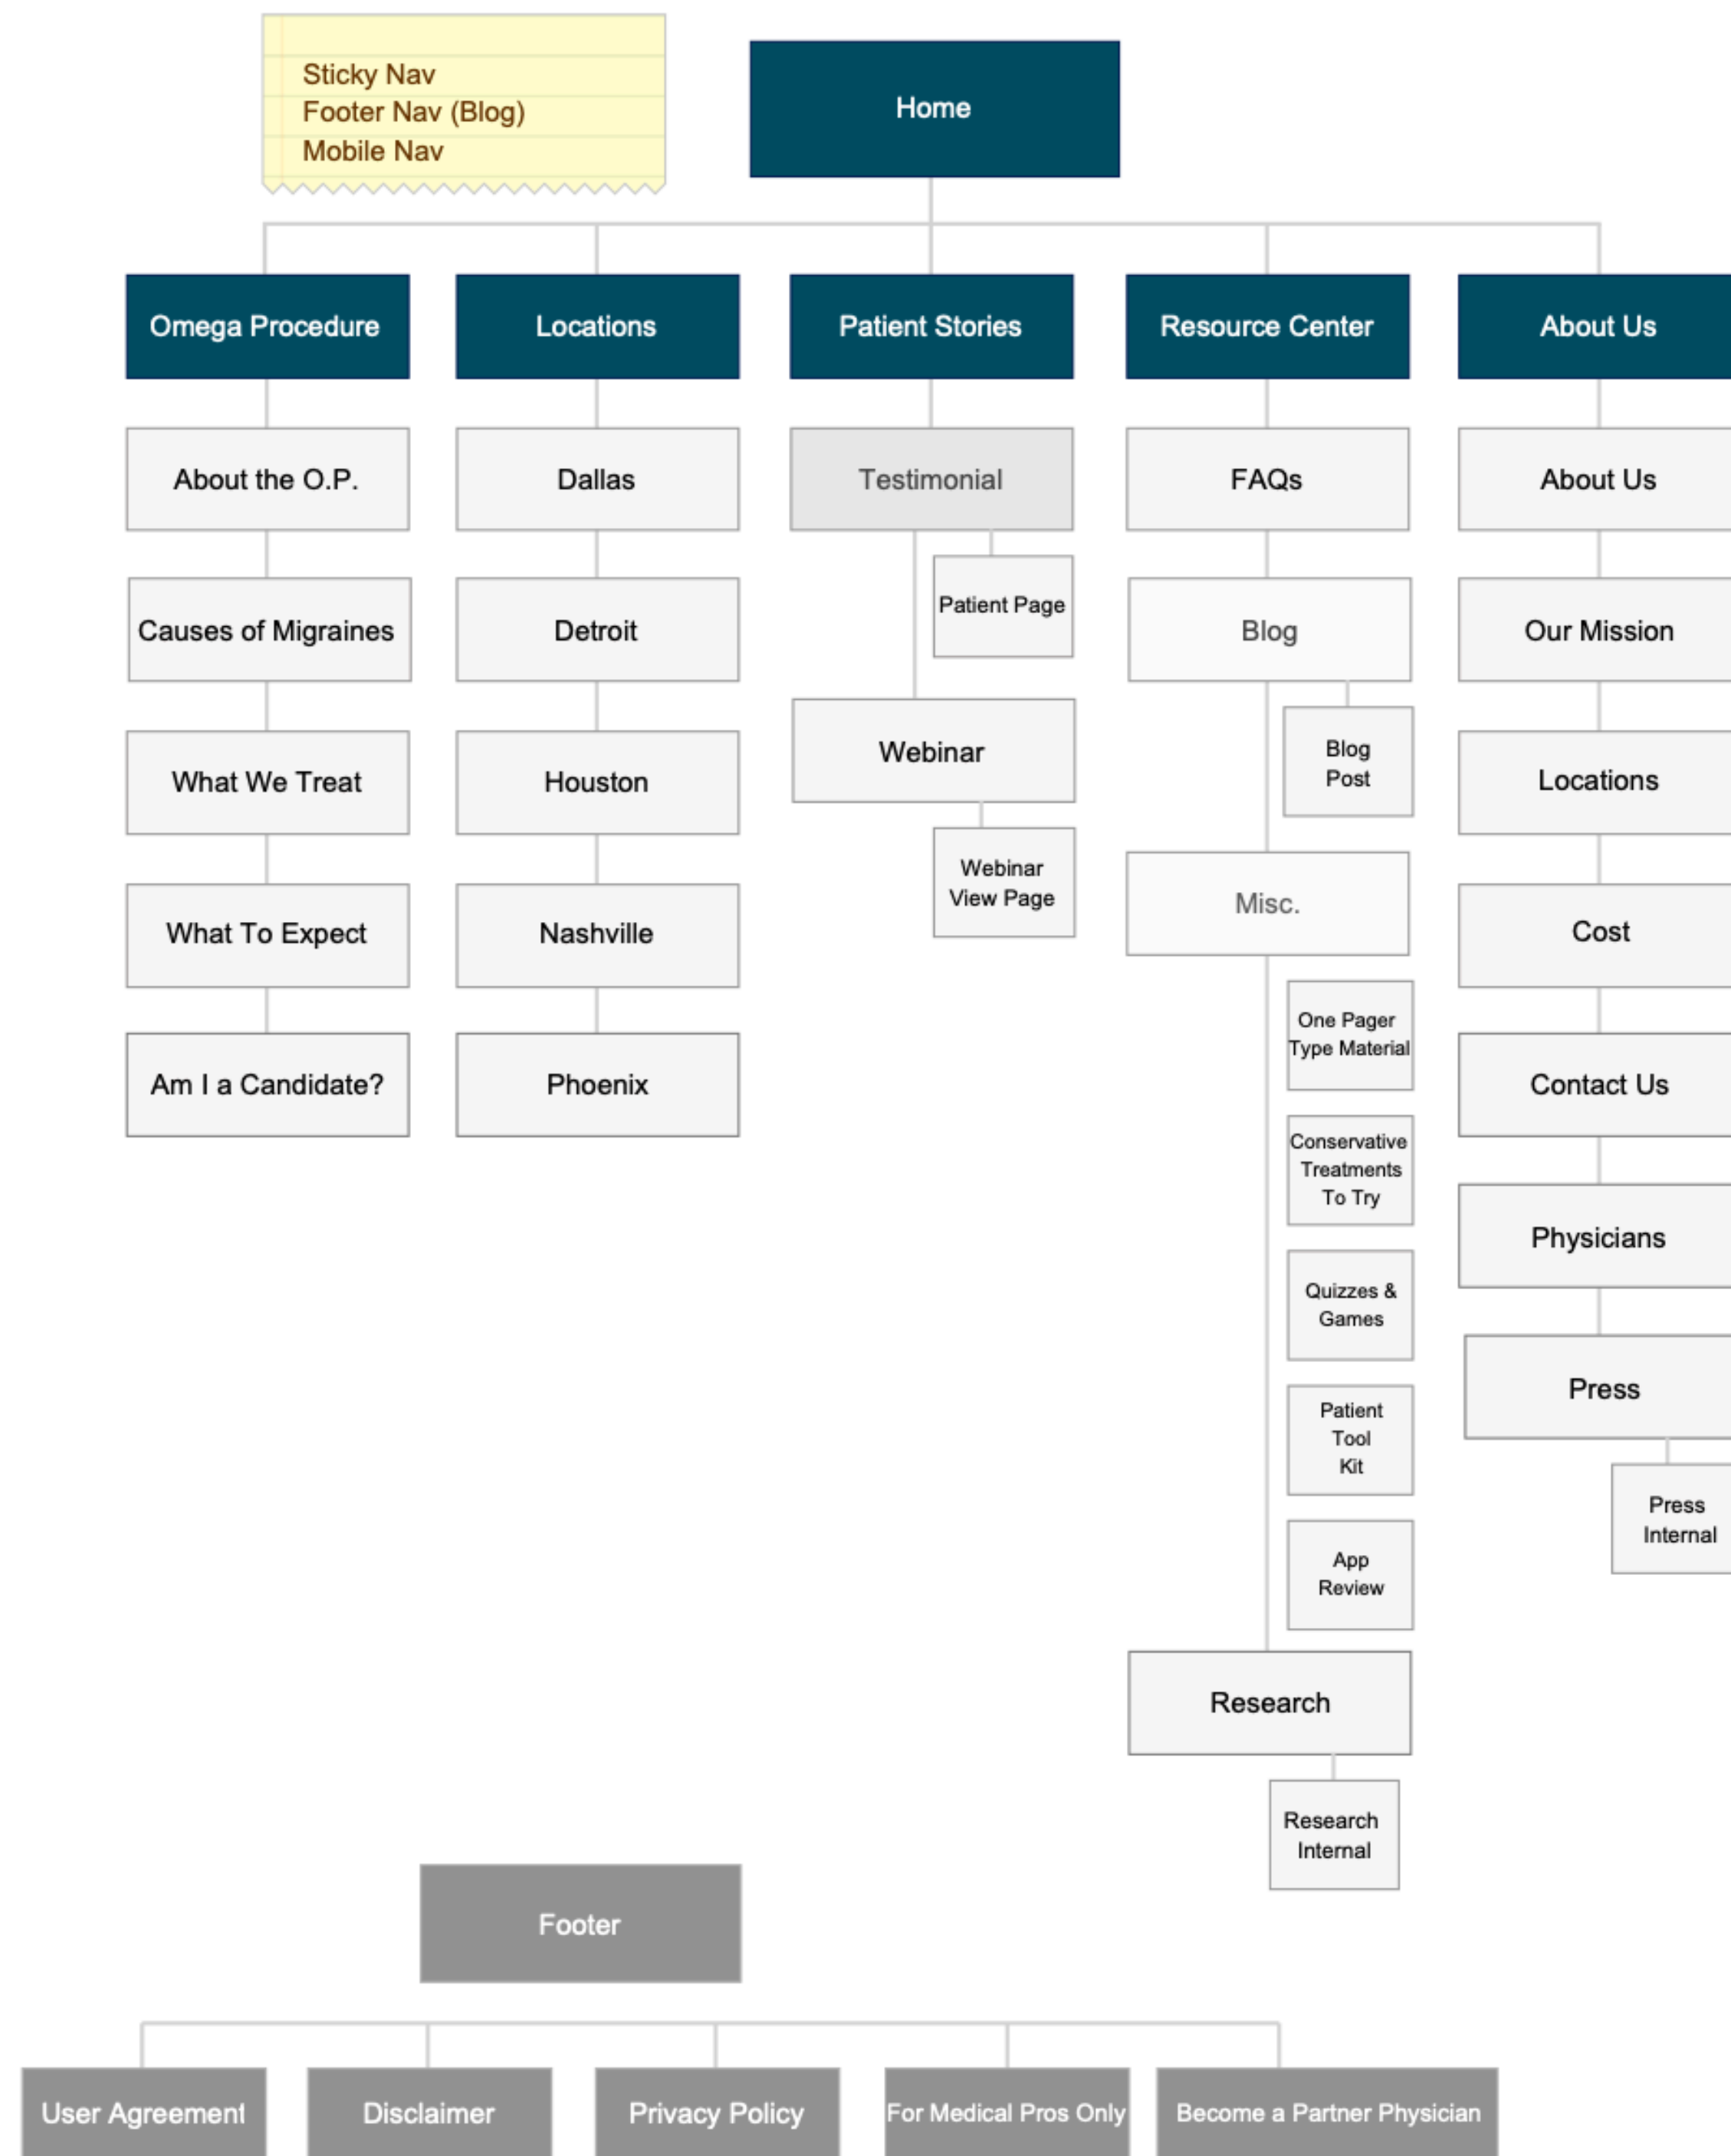 Sticky Nav
Footer Nav (Blog)
Mobile Nav
Home
Omega Procedure
Locations
Patient Stories
Resource Center
About Us
About the O.P.
Causes of Migraines
What We Treat
What To Expect
Am I a Candidate?
Dallas
Detroit
Houston
Nashville
Phoenix
Testimonial
Patient Page
Webinar
Webinar
View Page
FAQs
Blog
Blog
Post
Misc.
One Pager
Type Material
Conservative
Treatments
To Try
Quizzes &
Games
Patient
Tool
Kit
App
Review
Research
Research
Internal
About Us
Our Mission
Locations
Cost
Contact Us
Physicians
Press
Press
Internal
Footer
User Agreement
Disclaimer
Privacy Policy
For Medical Pros Only
Become a Partner Physician